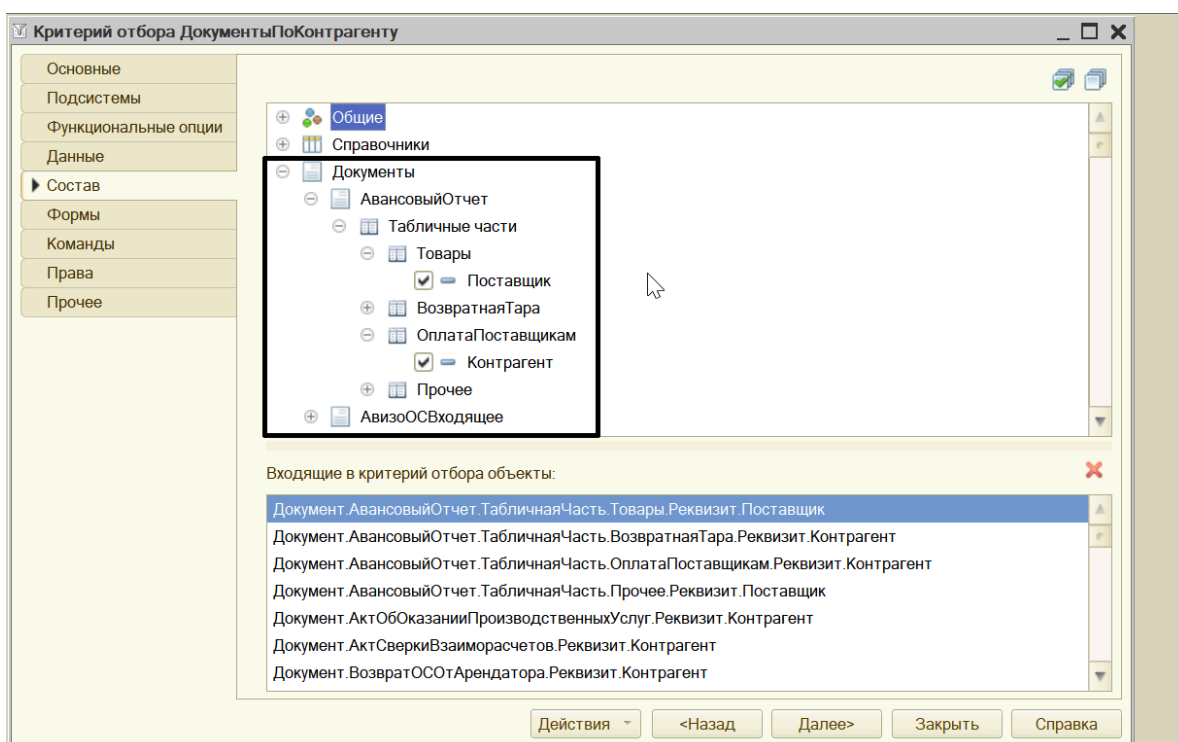 Критерий отбора ДокументыПоКонтрагенту
Основные
Подсистемы
Функциональные опции
Данные
Состав
Формы
Команды
Права
Прочее
Общие
Справочники
Документы
АвансовыйОтчет
Табличные части
Товары
Поставщик
ВозвратнаяТара
ОплатаПоставщикам
Контрагент
Прочее
АвизоОСВходящее
Входящие в критерий отбора объекты:
Документ.АвансовыйОтчет.ТабличнаяЧасть.Товары.Реквизит.Поставщик
Документ.АвансовыйОтчет.ТабличнаяЧасть.ВозвратнаяТара.Реквизит.Контрагент
Документ.АвансовыйОтчет.ТабличнаяЧасть.ОплатаПоставщикам.Реквизит.Контрагент
Документ.АвансовыйОтчет.ТабличнаяЧасть.Прочее.Реквизит.Поставщик
Документ.АктОбОказанииПроизводственныхУслуг.Реквизит.Контрагент
Документ.АктСверкиВзаиморасчетов.Реквизит.Контрагент
Документ.ВозвратОСОтАрендатора.Реквизит.Контрагент
Действия <Назад Далее> Закрыть Справка